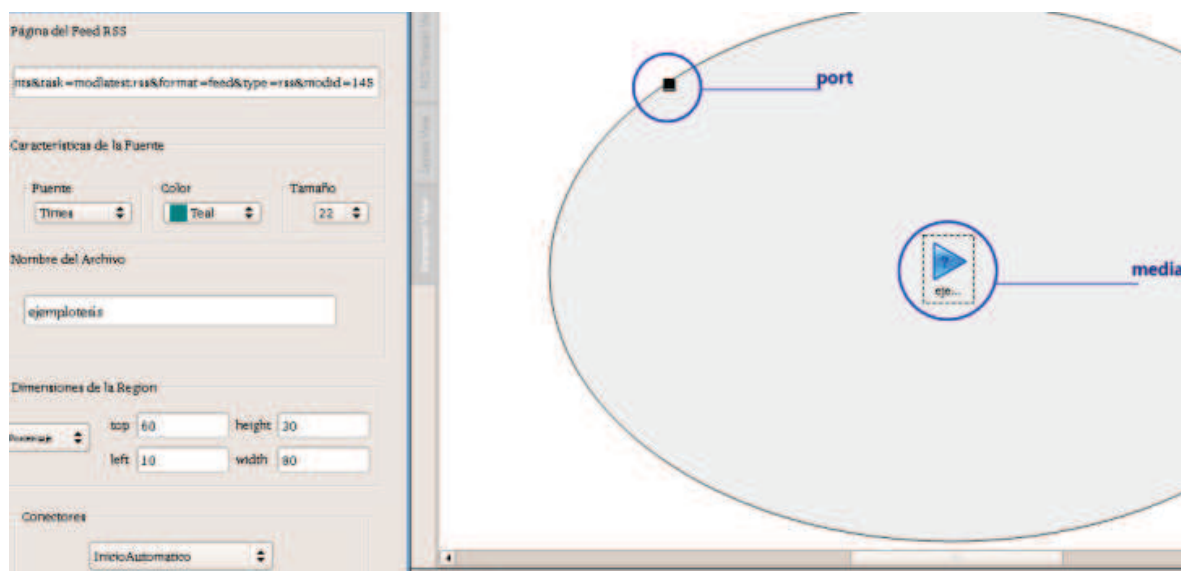 Página del Feed RSS
nts&task=modlatest:rss&format=feed&type=rss&modid=145
Características de la Fuente
Fuente
Color
Tamaño
Times
Teal
22
Nombre del Archivo
ejemplotesis
Dimensiones de la Region
top 60 height 30
left 10 width 80
Conectores
InicioAutomatico
port
?
eje...
media